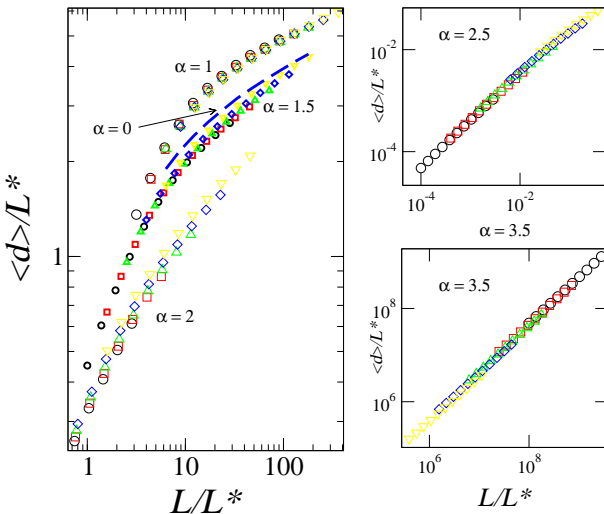 <d>/L*
1
α = 1
α = 0
α = 1.5
α = 2
1
10
100
L/L*
<d>/L*
10^-2
10^-4
α = 2.5
10^-4
10^-2
α = 3.5
<d>/L*
10^8
10^6
α = 3.5
10^6
10^8
L/L*